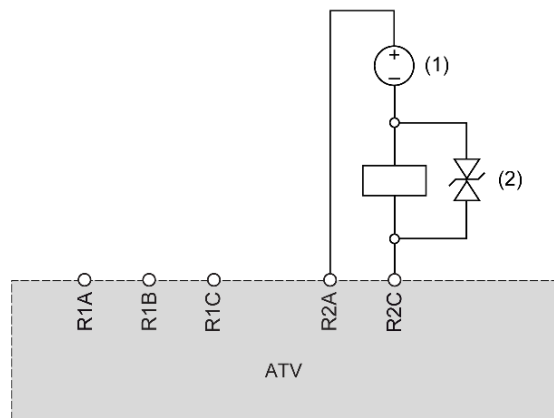 +
(1)
–
(2)
R1A
R1B
R1C
R2A
R2C
ATV